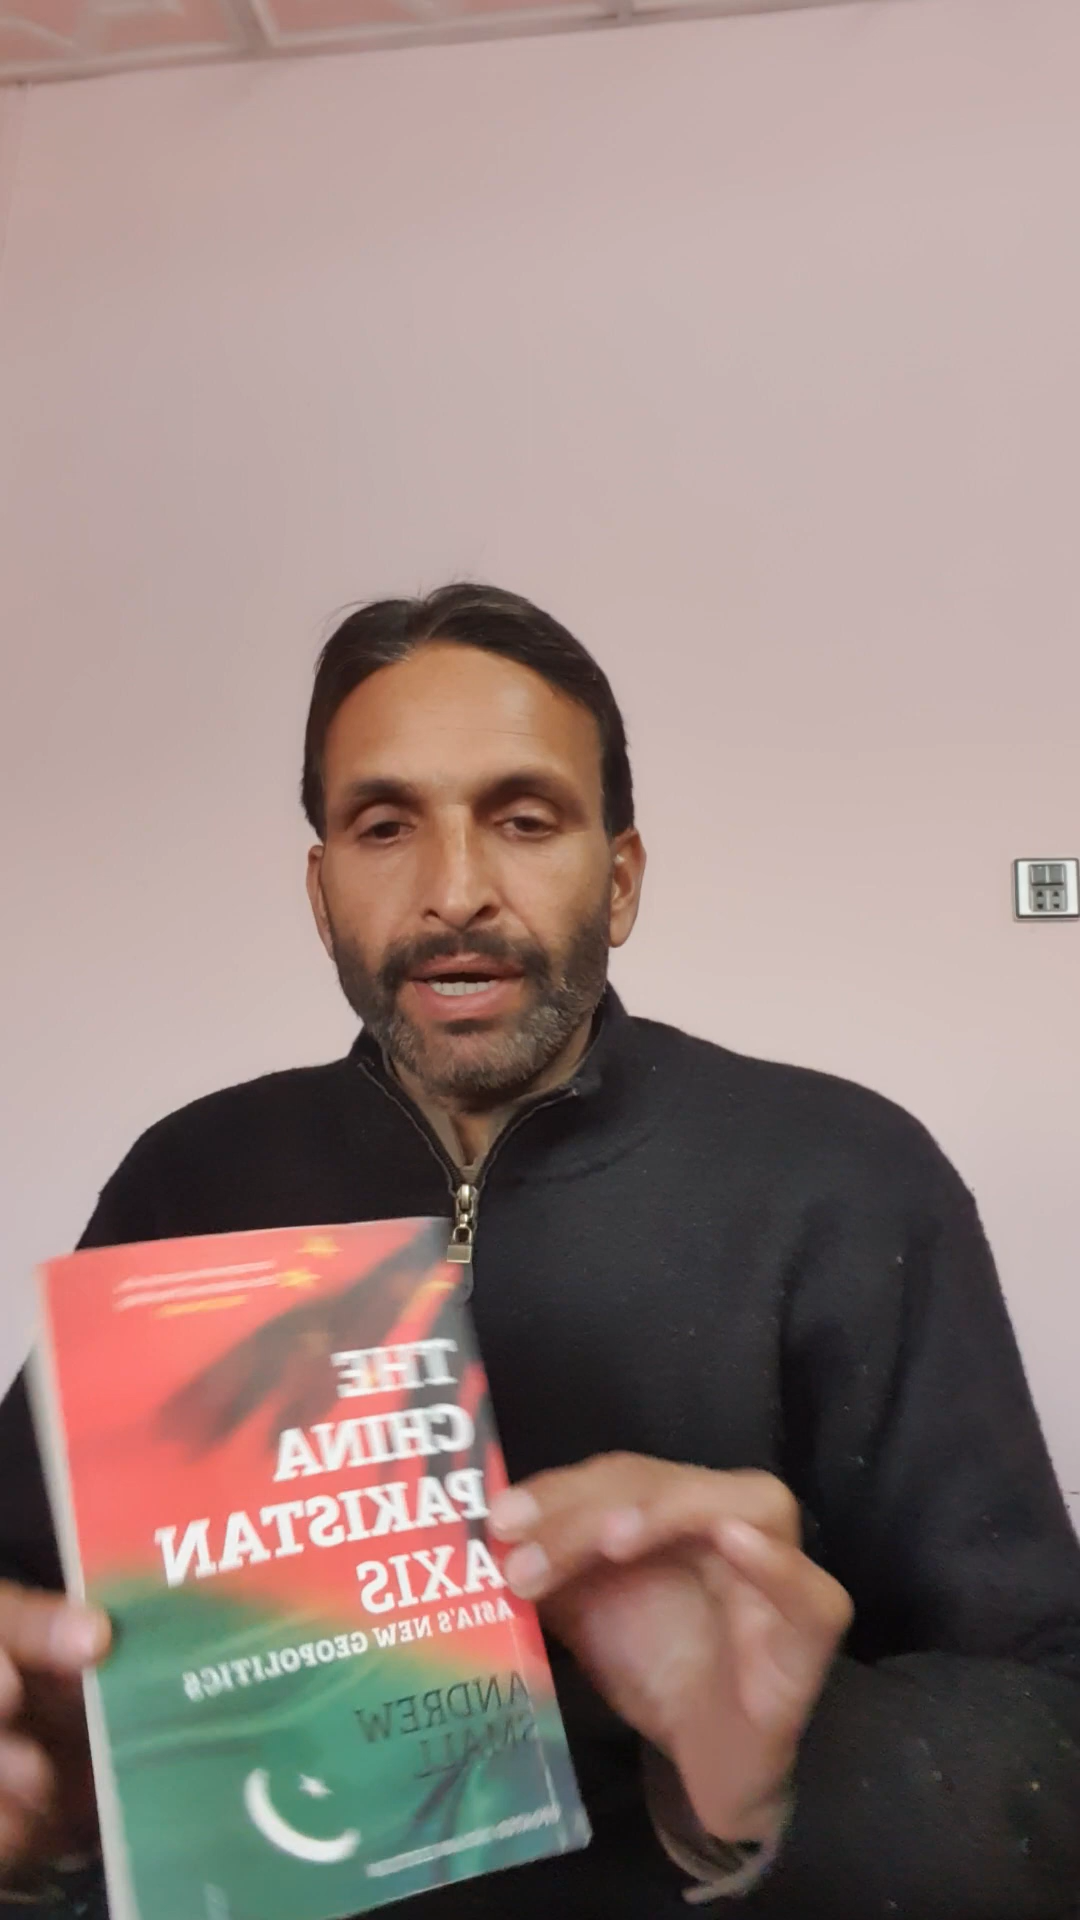 THE
CHINA
PAKISTAN
AXIS
ASIA'S NEW GEOPOLITICS
ANDREW
SMALL